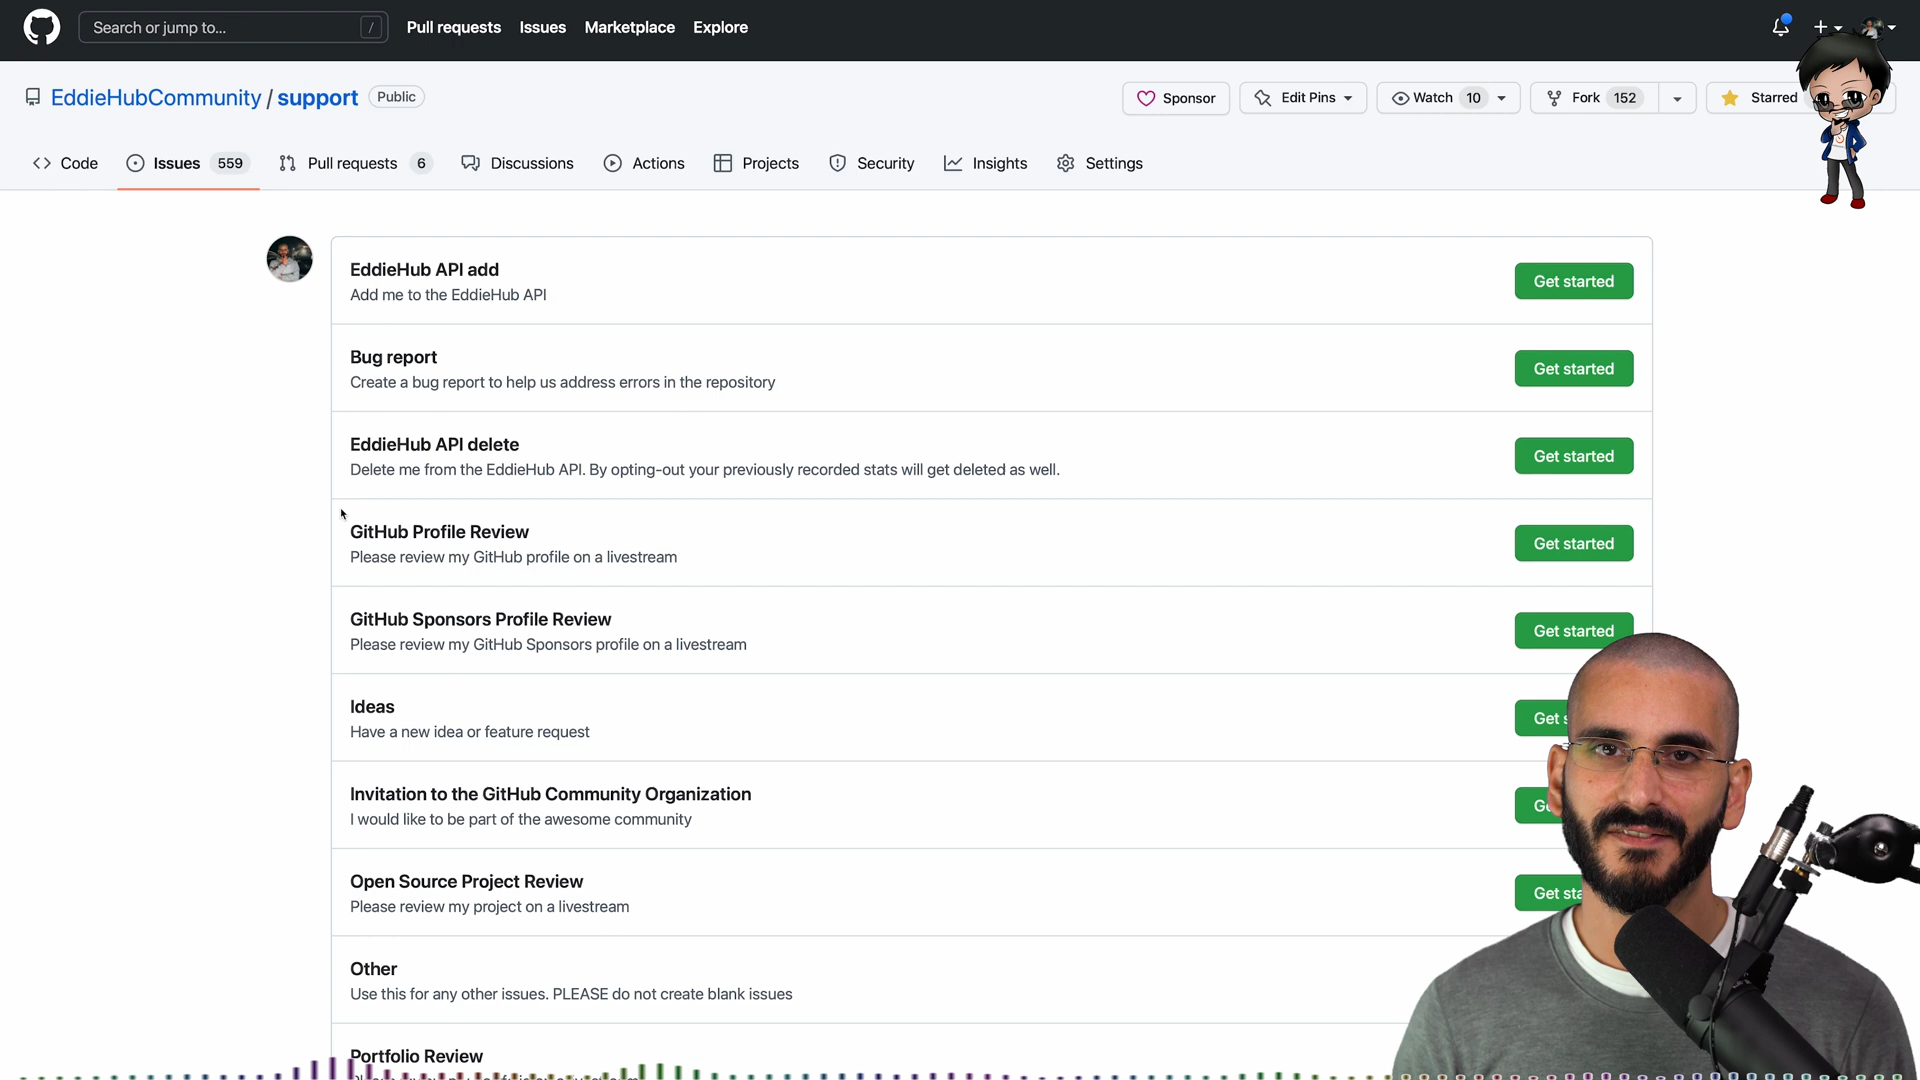 Search or jump to... /
Pull requests Issues Marketplace Explore
EddieHubCommunity / support Public
Sponsor Edit Pins Watch 10 Fork 152 Starred
Code Issues 559 Pull requests 6 Discussions Actions Projects Security Insights Settings
EddieHub API add
Add me to the EddieHub API
Get started
Bug report
Create a bug report to help us address errors in the repository
Get started
EddieHub API delete
Delete me from the EddieHub API. By opting-out your previously recorded stats will get deleted as well.
Get started
GitHub Profile Review
Please review my GitHub profile on a livestream
Get started
GitHub Sponsors Profile Review
Please review my GitHub Sponsors profile on a livestream
Get started
Ideas
Have a new idea or feature request
Get
Invitation to the GitHub Community Organization
I would like to be part of the awesome community
Open Source Project Review
Please review my project on a livestream
Get
Other
Use this for any other issues. PLEASE do not create blank issues
Portfolio Review